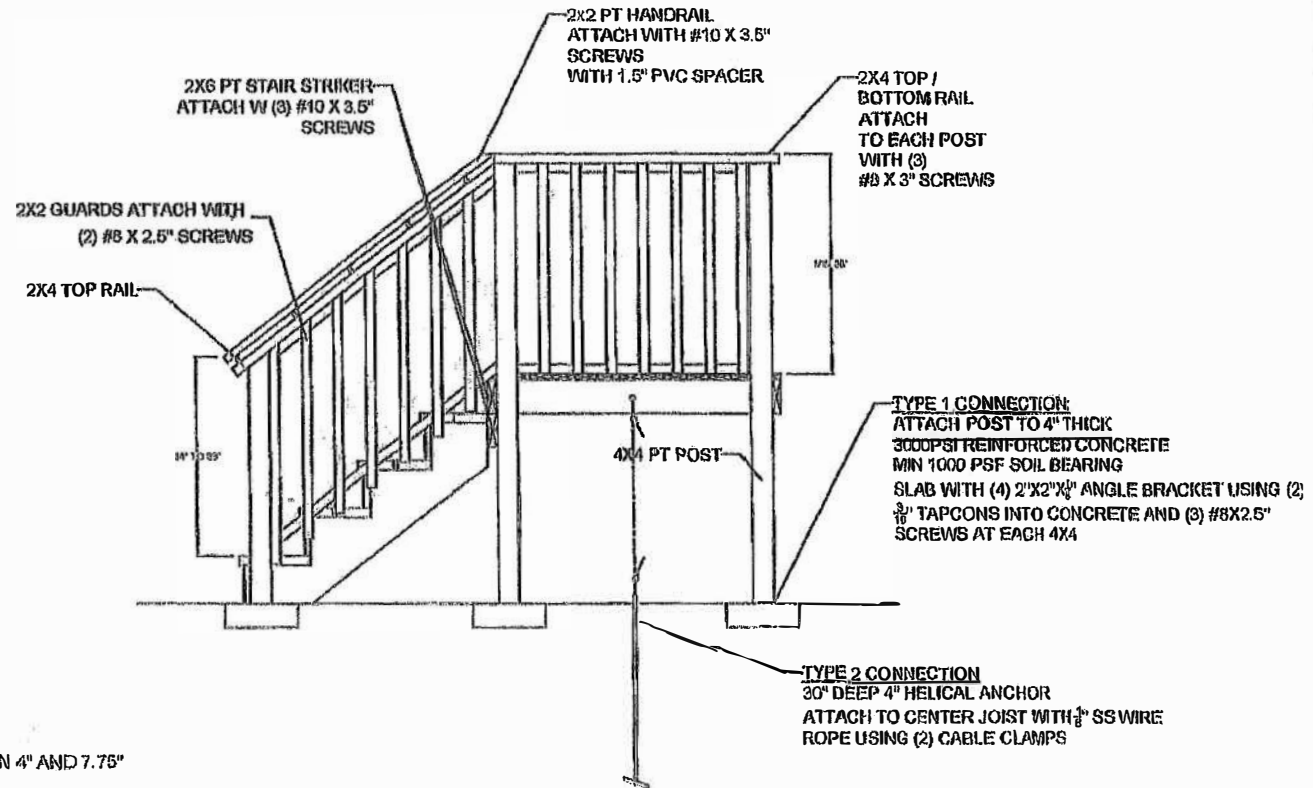 2x2 PT HANDRAIL
ATTACH WITH #10 X 3.5"
SCREWS
WITH 1.5" PVC SPACER
2X6 PT STAIR STRIKER
ATTACH W (3) #10 X 3.5"
SCREWS
2X4 TOP /
BOTTOM RAIL
ATTACH
TO EACH POST
WITH (3)
#8 X 3" SCREWS
2X2 GUARDS ATTACH WITH
(2) #8 X 2.5" SCREWS
2X4 TOP RAIL
34" TO 39"
TYPE 1 CONNECTION:
ATTACH POST TO 4" THICK
3000PSI REINFORCED CONCRETE
MIN 1000 PSF SOIL BEARING
SLAB WITH (4) 2"X2"X ANGLE BRACKET USING (2)
TAPCONS INTO CONCRETE AND (3) #8X2.5"
SCREWS AT EACH 4X4
4X4 PT POST
TYPE 2 CONNECTION
30" DEEP 4" HELICAL ANCHOR
ATTACH TO CENTER JOIST WITH SS WIRE
ROPE USING (2) CABLE CLAMPS
N 4" AND 7.75"